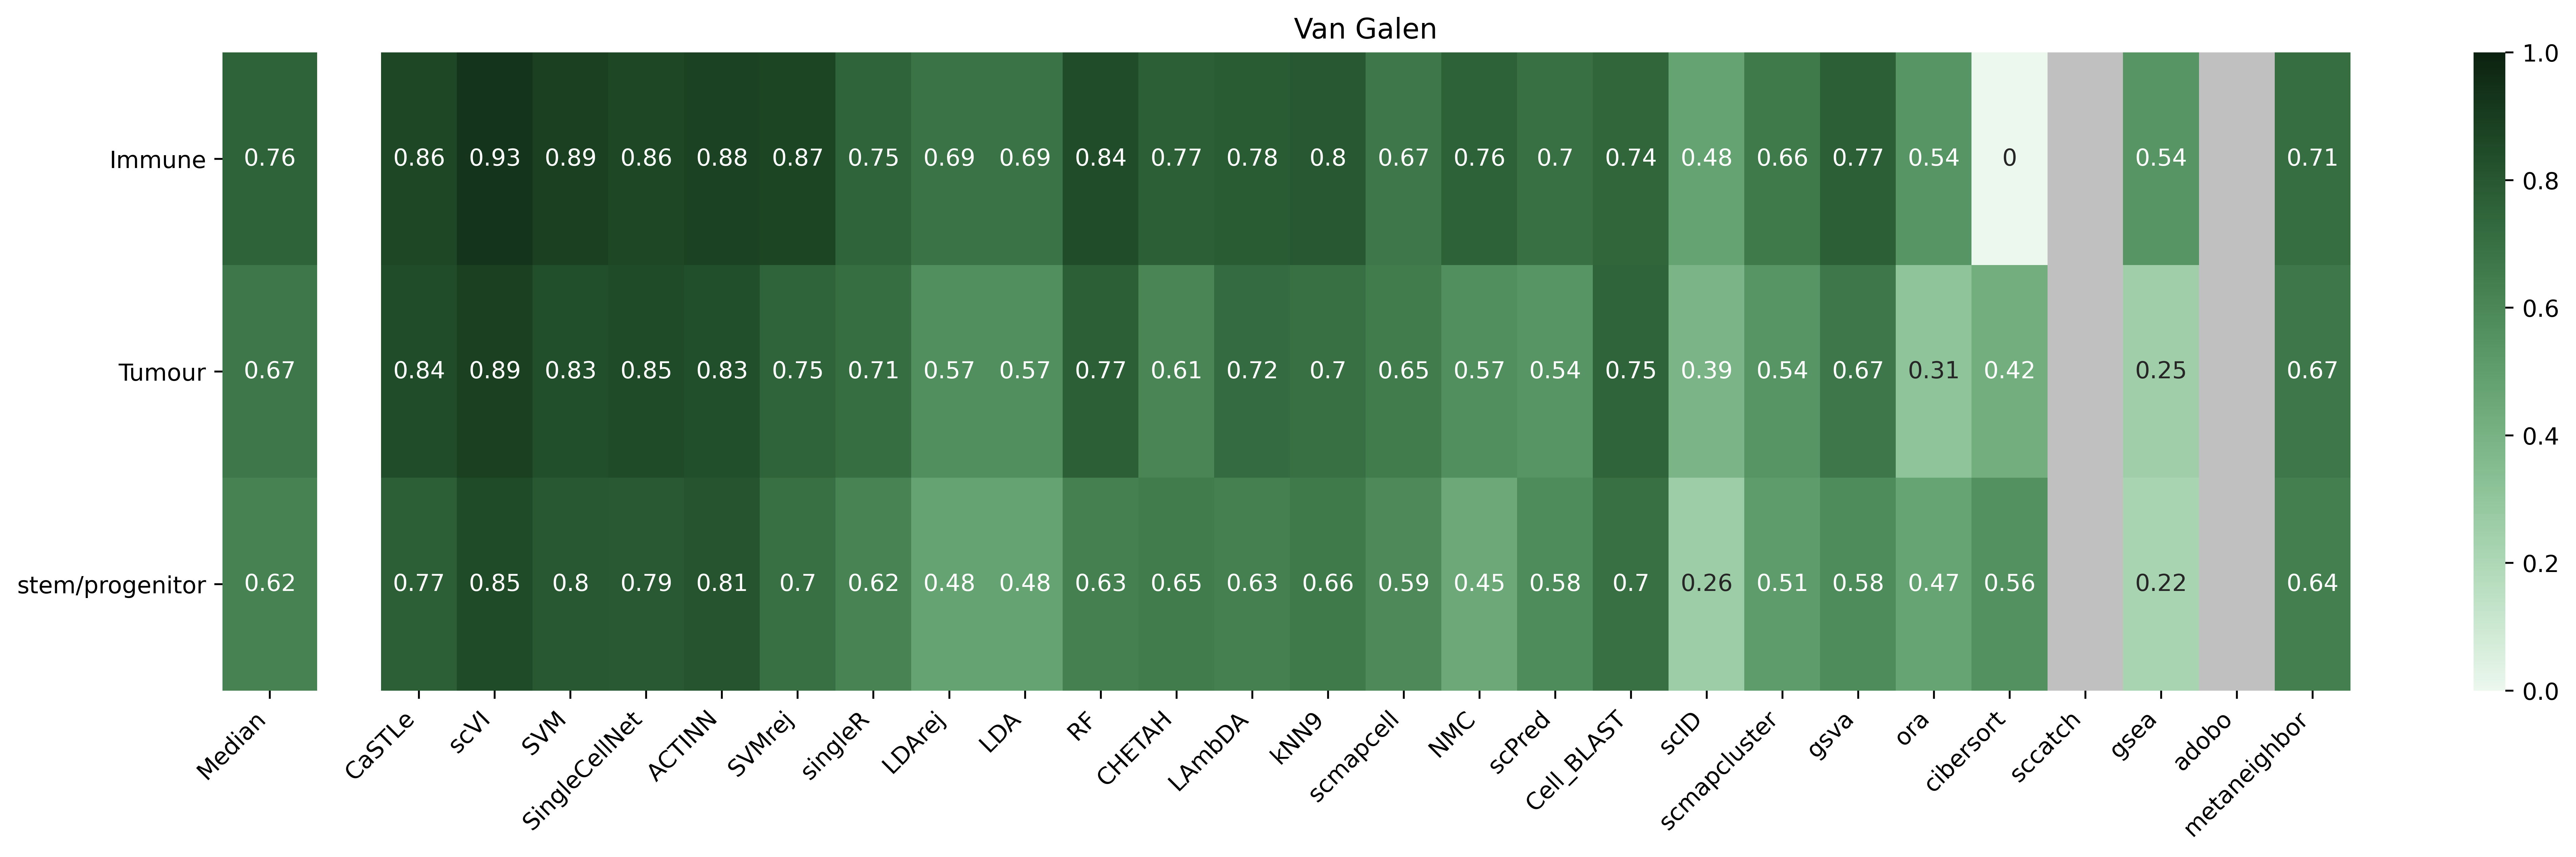 Van Galen
Immune 0.76 0.86 0.93 0.89 0.86 0.88 0.87 0.75 0.69 0.69 0.84 0.77 0.78 0.8 0.67 0.76 0.7 0.74 0.48 0.66 0.77 0.54 0 0.54 0.71
Tumour 0.67 0.84 0.89 0.83 0.85 0.83 0.75 0.71 0.57 0.57 0.77 0.61 0.72 0.7 0.65 0.57 0.54 0.75 0.39 0.54 0.67 0.31 0.42 0.25 0.67
stem/progenitor 0.62 0.77 0.85 0.8 0.79 0.81 0.7 0.62 0.48 0.48 0.63 0.65 0.63 0.66 0.59 0.45 0.58 0.7 0.26 0.51 0.58 0.47 0.56 0.22 0.64
Median
CaSTLe
scVI
SVM
SingleCellNet
ACTINN
SVMrej
singleR
LDArej
LDA
RF
CHETAH
LAmbDA
kNN9
scmapcell
NMC
scPred
Cell_BLAST
scID
scmapcluster
gsva
ora
cibersort
sccatch
gsea
adobo
metaneighbor
1.0
0.8
0.6
0.4
0.2
0.0